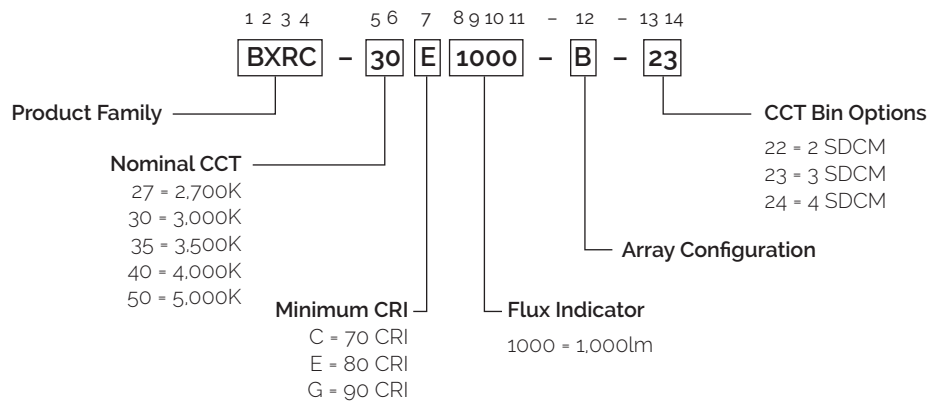 1 2 3 4 5 6 7 8 9 10 11 – 12 – 13 14
BXRC – 30 E 1000 – B – 23
Product Family
Nominal CCT
27 = 2,700K
30 = 3,000K
35 = 3,500K
40 = 4,000K
50 = 5,000K
Minimum CRI
C = 70 CRI
E = 80 CRI
G = 90 CRI
Flux Indicator
1000 = 1,000lm
Array Configuration
CCT Bin Options
22 = 2 SDCM
23 = 3 SDCM
24 = 4 SDCM